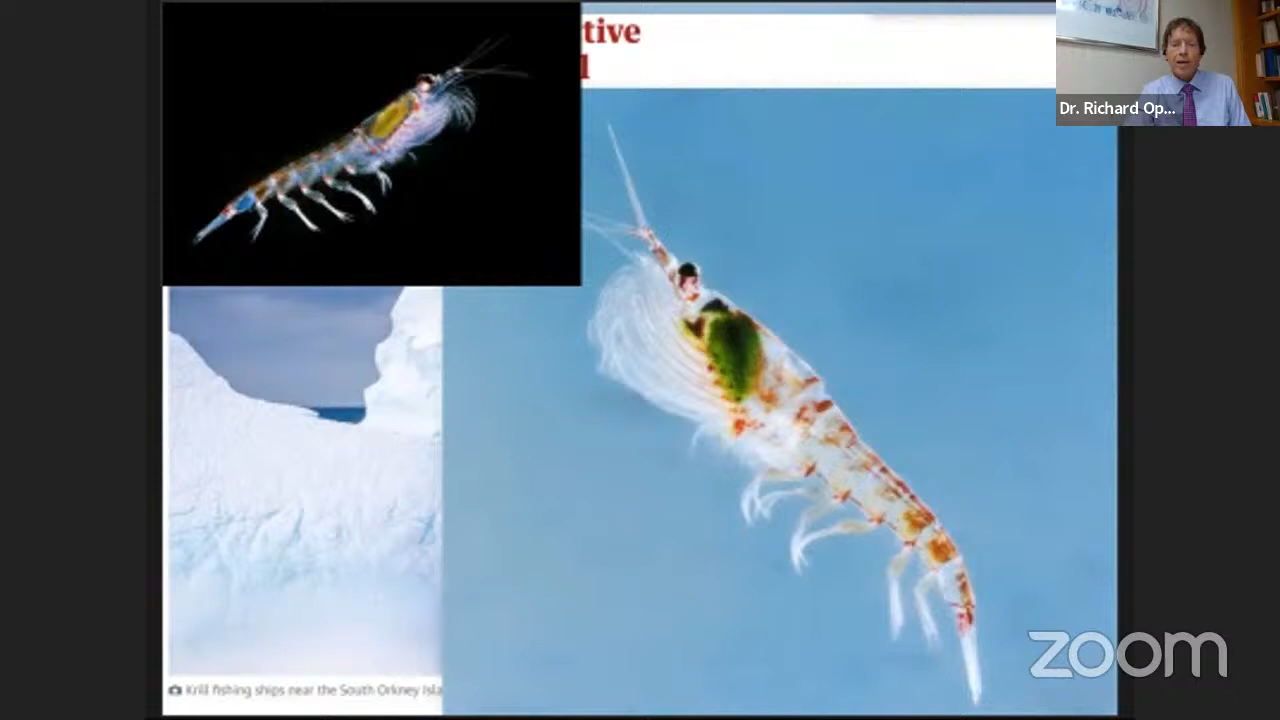 tive
l
Dr. Richard Op...
Krill fishing ships near the South Orkney Isla
zoom